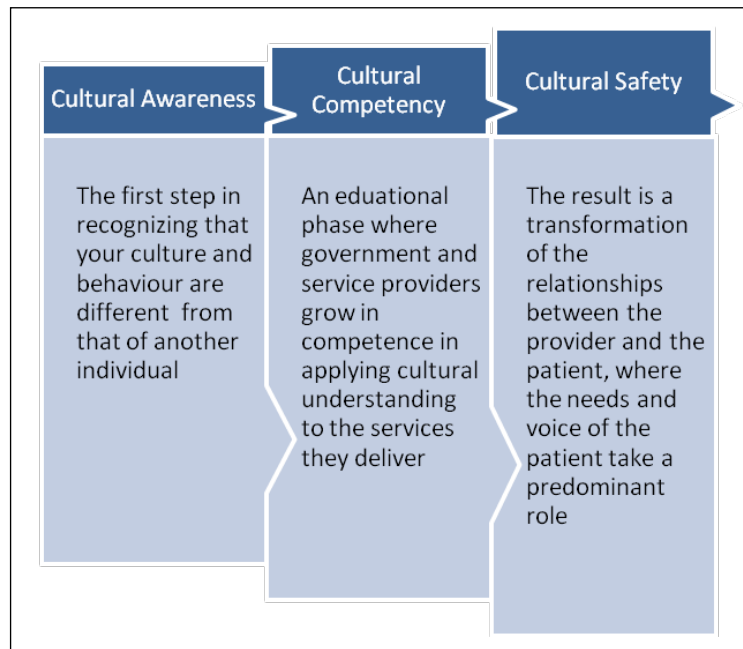 Cultural Awareness
The first step in
recognizing that
your culture and
behaviour are
different from
that of another
individual
Cultural
Competency
An eduational
phase where
government and
service providers
grow in
competence in
applying cultural
understanding
to the services
they deliver
Cultural Safety
The result is a
transformation
of the
relationships
between the
provider and the
patient, where
the needs and
voice of the
patient take a
predominant
role